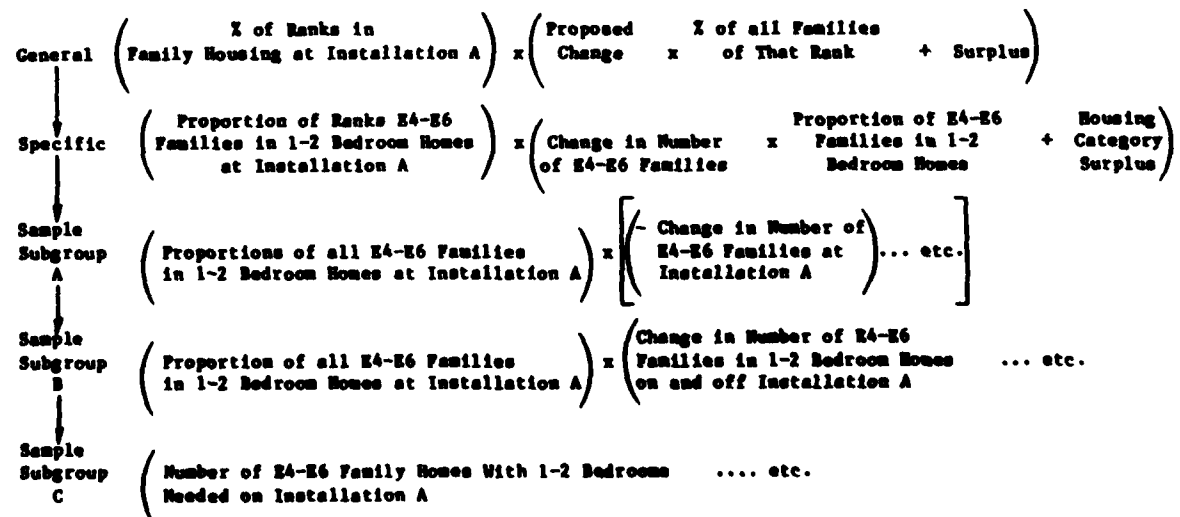 General ( % of Ranks in Family Housing at Installation A ) x ( Proposed Change x % of all Families of That Rank + Surplus )
Specific ( Proportion of Ranks E4-E6 Families in 1-2 Bedroom Homes at Installation A ) x ( Change in Number of E4-E6 Families x Proportion of E4-E6 Families in 1-2 Bedroom Homes + Housing Category Surplus )
Sample Subgroup A ( Proportions of all E4-E6 Families in 1-2 Bedroom Homes at Installation A ) x [ ( - Change in Number of E4-E6 Families at Installation A ) ... etc. ]
Sample Subgroup B ( Proportion of all E4-E6 Families in 1-2 Bedroom Homes at Installation A ) x ( Change in Number of E4-E6 Families in 1-2 Bedroom Homes on and off Installation A ... etc.
Sample Subgroup C ( Number of E4-E6 Family Homes With 1-2 Bedrooms Needed on Installation A .... etc.